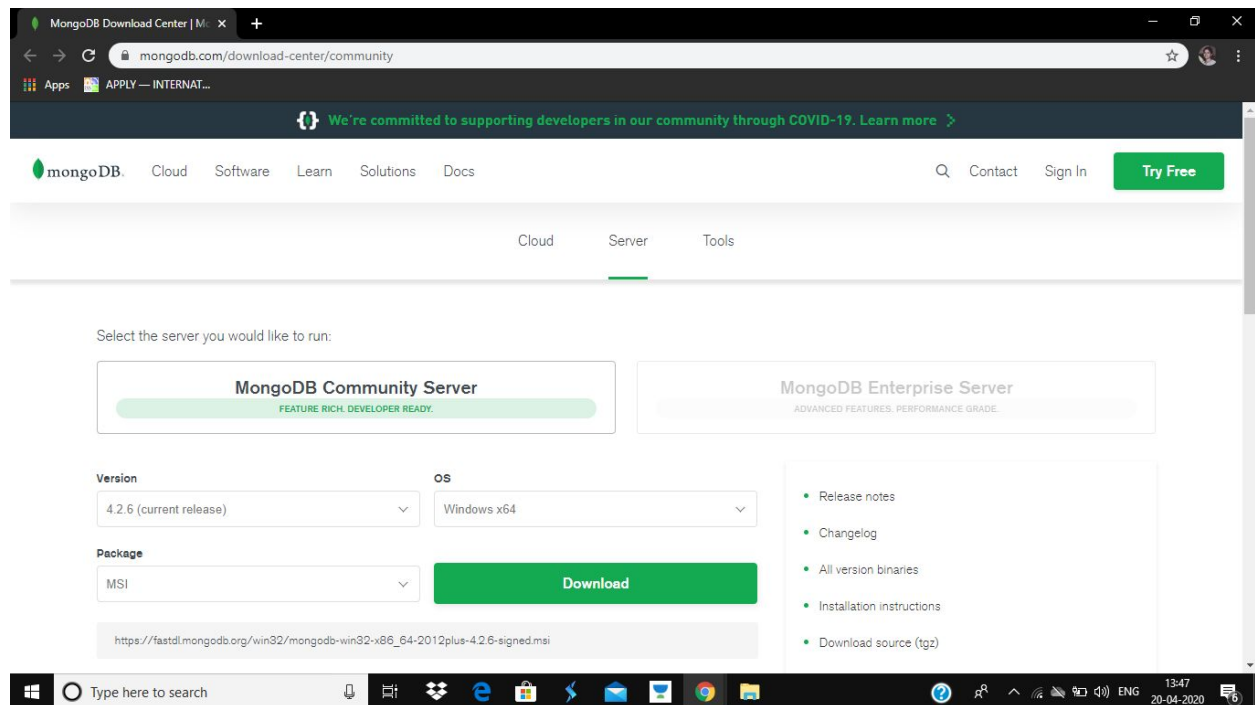 MongoDB Download Center | Mc
mongodb.com/download-center/community
Apps APPLY — INTERNAT...
We're committed to supporting developers in our community through COVID-19. Learn more
mongoDB. Cloud Software Learn Solutions Docs Contact Sign In Try Free
Cloud Server Tools
Select the server you would like to run:
MongoDB Community Server
FEATURE RICH. DEVELOPER READY.
MongoDB Enterprise Server
ADVANCED FEATURES. PERFORMANCE GRADE.
Version
4.2.6 (current release)
OS
Windows x64
Package
MSI
Download
https://fastdl.mongodb.org/win32/mongodb-win32-x86_64-2012plus-4.2.6-signed.msi
Release notes
Changelog
All version binaries
Installation instructions
Download source (tgz)
Type here to search
ENG
13:47
20-04-2020
6